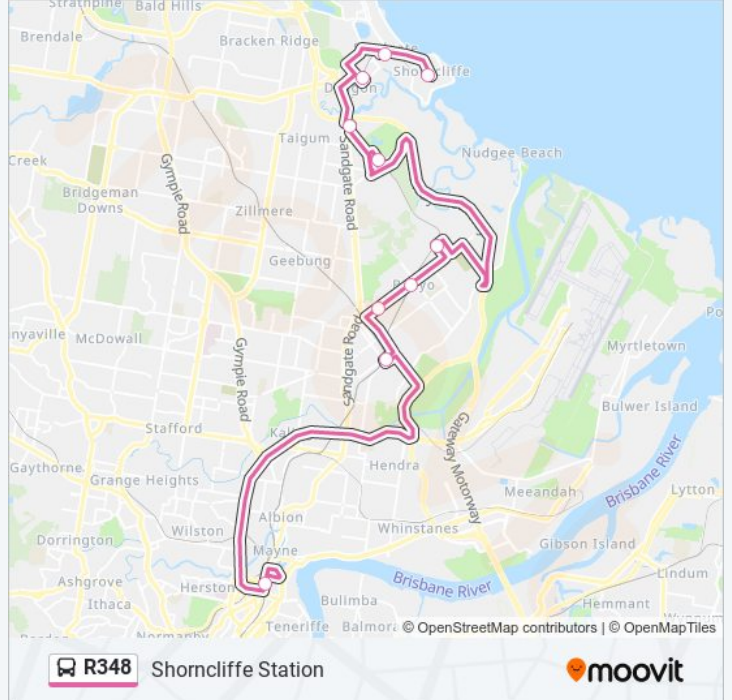 Strathpine
Bald Hills
Brendale
Bracken Ridge
Shorncliffe
Taigum
Nudgee Beach
Creek
Sandgate Road
Gympie Road
Bridgeman
Downs
Zillmere
Geebung
McDowall
Sandgate Road
Gympie Road
Myrtletown
Bulwer Island
Stafford
Gateway Motorway
Hendra
Brisbane River
Gaythorne
Grange Heights
Meeandah
Lytton
Albion
Wilston
Whinstanes
Dorrington
Mayne
Gibson Island
Ashgrove
Herston
Brisbane River
Lindum
Ithaca
Bulimba
Hemmant
Teneriffe
Normanby
© OpenStreetMap contributors | © OpenMapTiles
R348
Shorncliffe Station
moovit